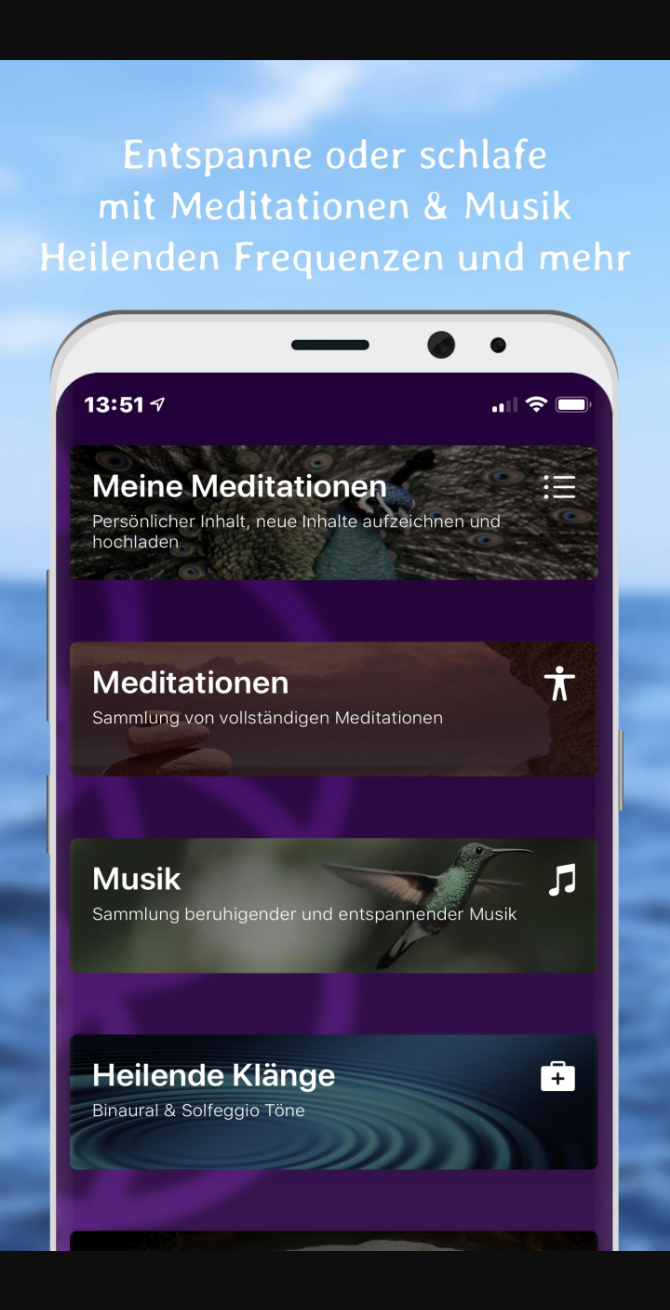 Entspanne oder schlafe
mit Meditationen & Musik
Heilenden Frequenzen und mehr
13:51
Meine Meditationen
Persönlicher Inhalt, neue Inhalte aufzeichnen und
hochladen
Meditationen
Sammlung von vollständigen Meditationen
Musik
Sammlung beruhigender und entspannender Musik
Heilende Klänge
Binaural & Solfeggio Töne